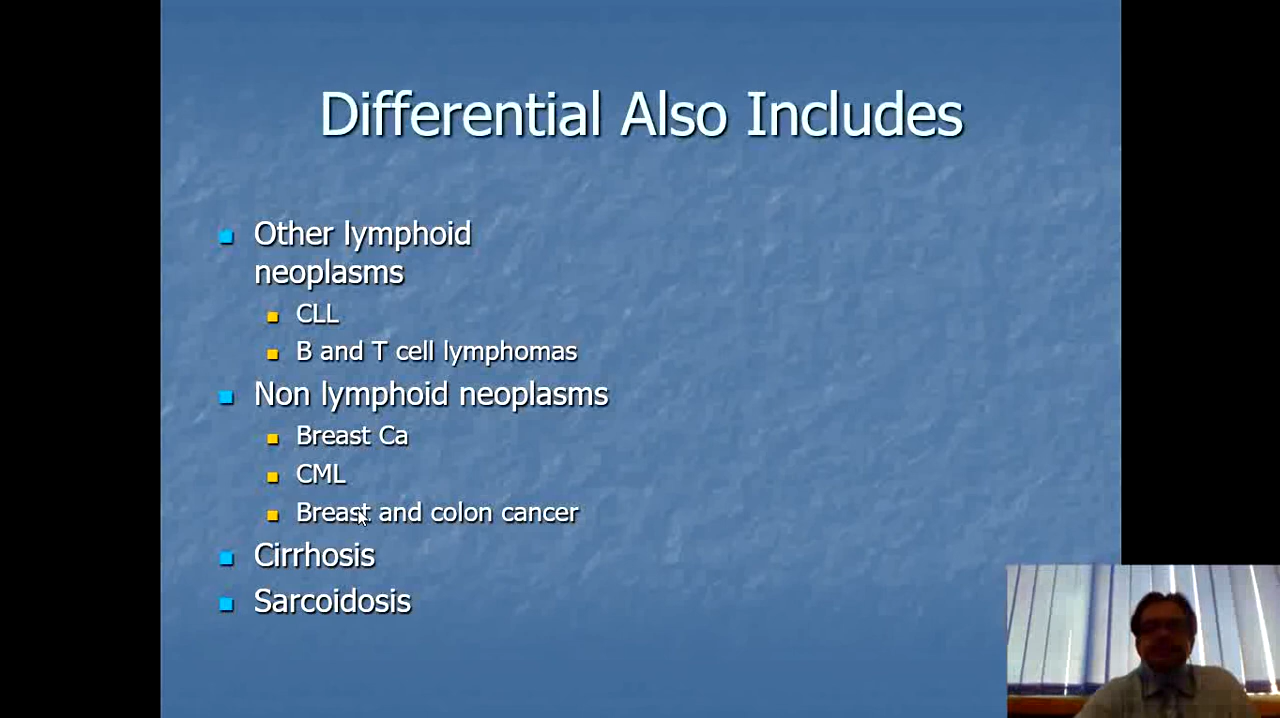 Differential Also Includes
Other lymphoid
neoplasms
CLL
B and T cell lymphomas
Non lymphoid neoplasms
Breast Ca
CML
Breast and colon cancer
Cirrhosis
Sarcoidosis